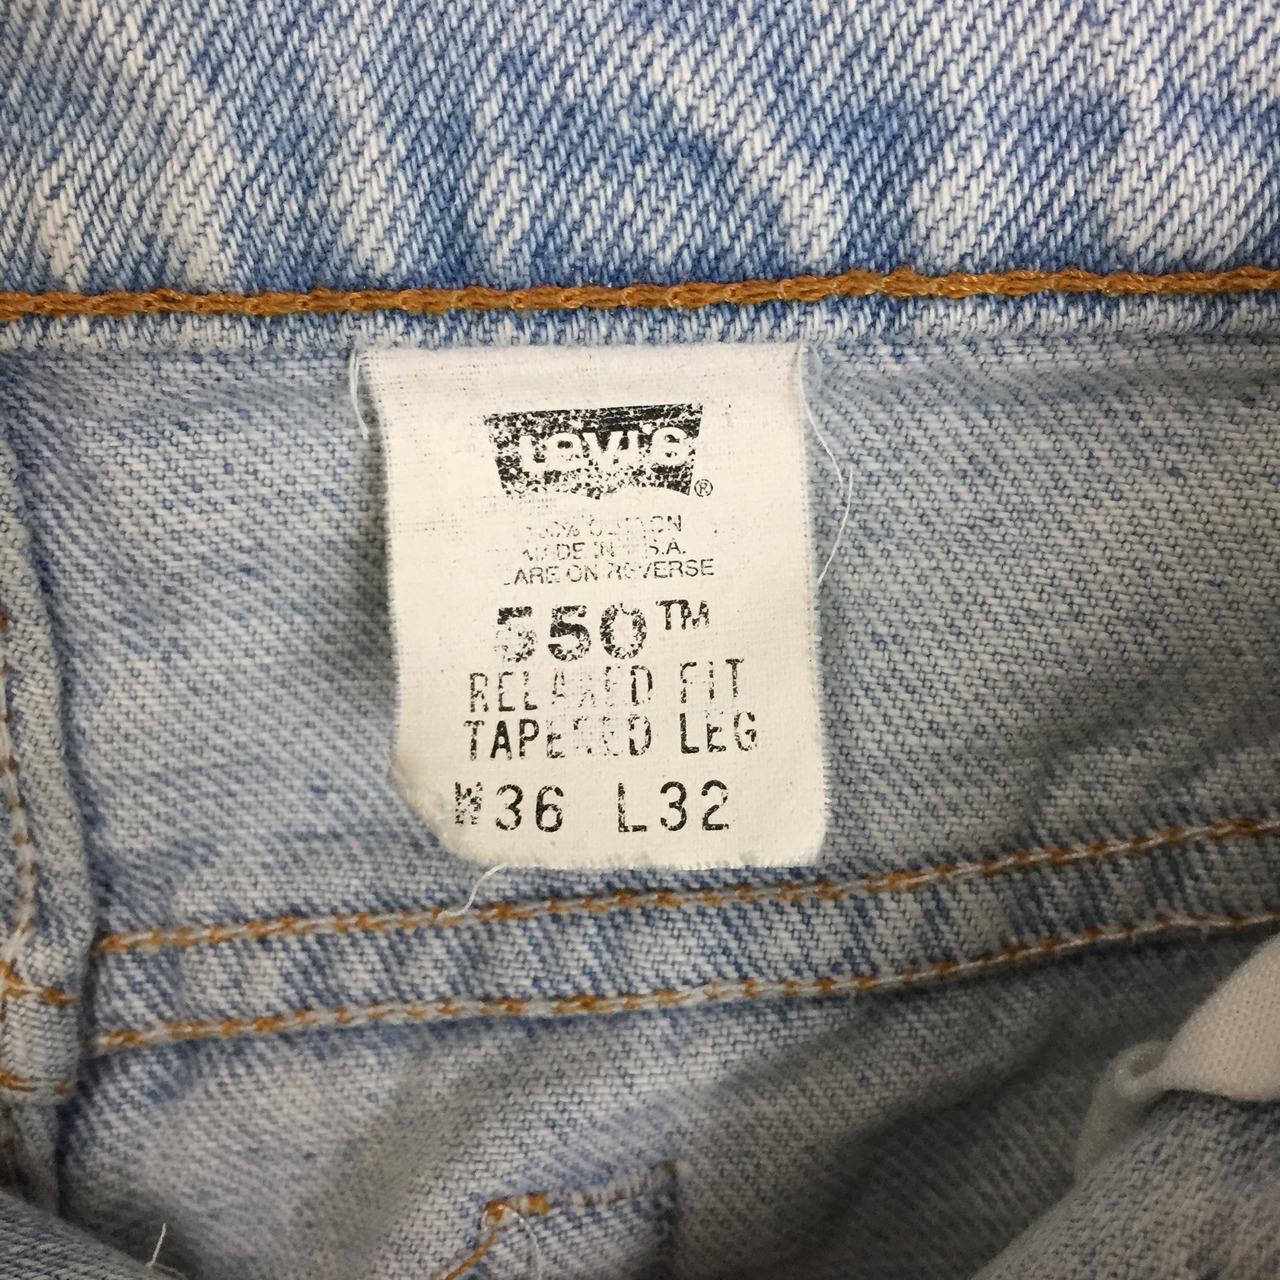 Levi's ®
100% COTTON
MADE IN U.S.A.
CARE ON REVERSE
550™
RELAXED FIT
TAPERED LEG
W36 L32